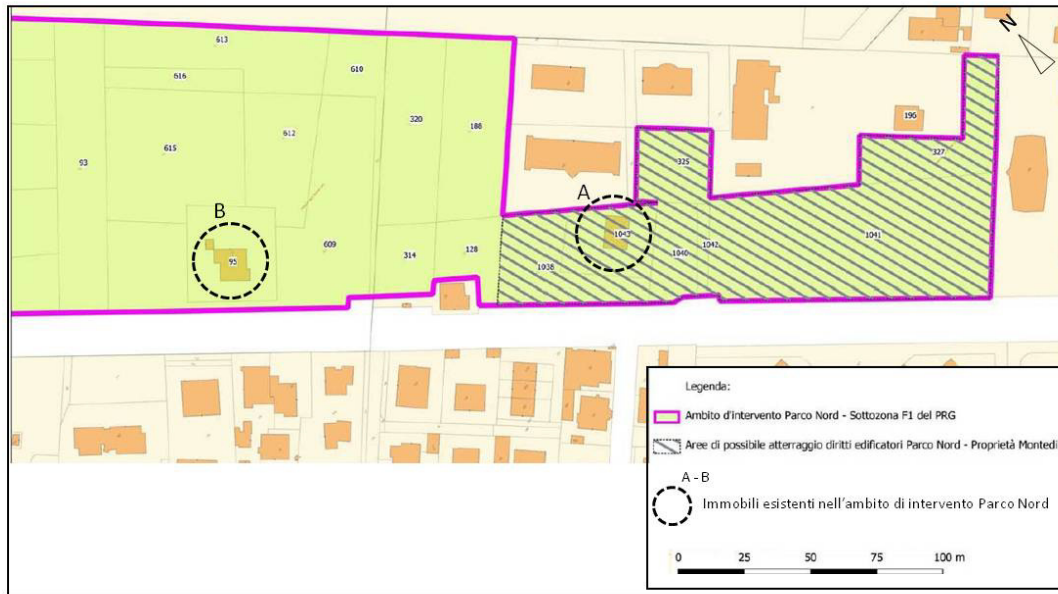 613
616
610
320
186
612
93
615
B
95
609
314
128
A
325
1043
1038
1040
1042
1041
196
327
N
Legenda:
Ambito d'intervento Parco Nord - Sottozona F1 del PRG
Aree di possibile atterraggio diritti edificatori Parco Nord - Proprietà Montedi
A - B
Immobili esistenti nell'ambito di intervento Parco Nord
0 25 50 75 100 m